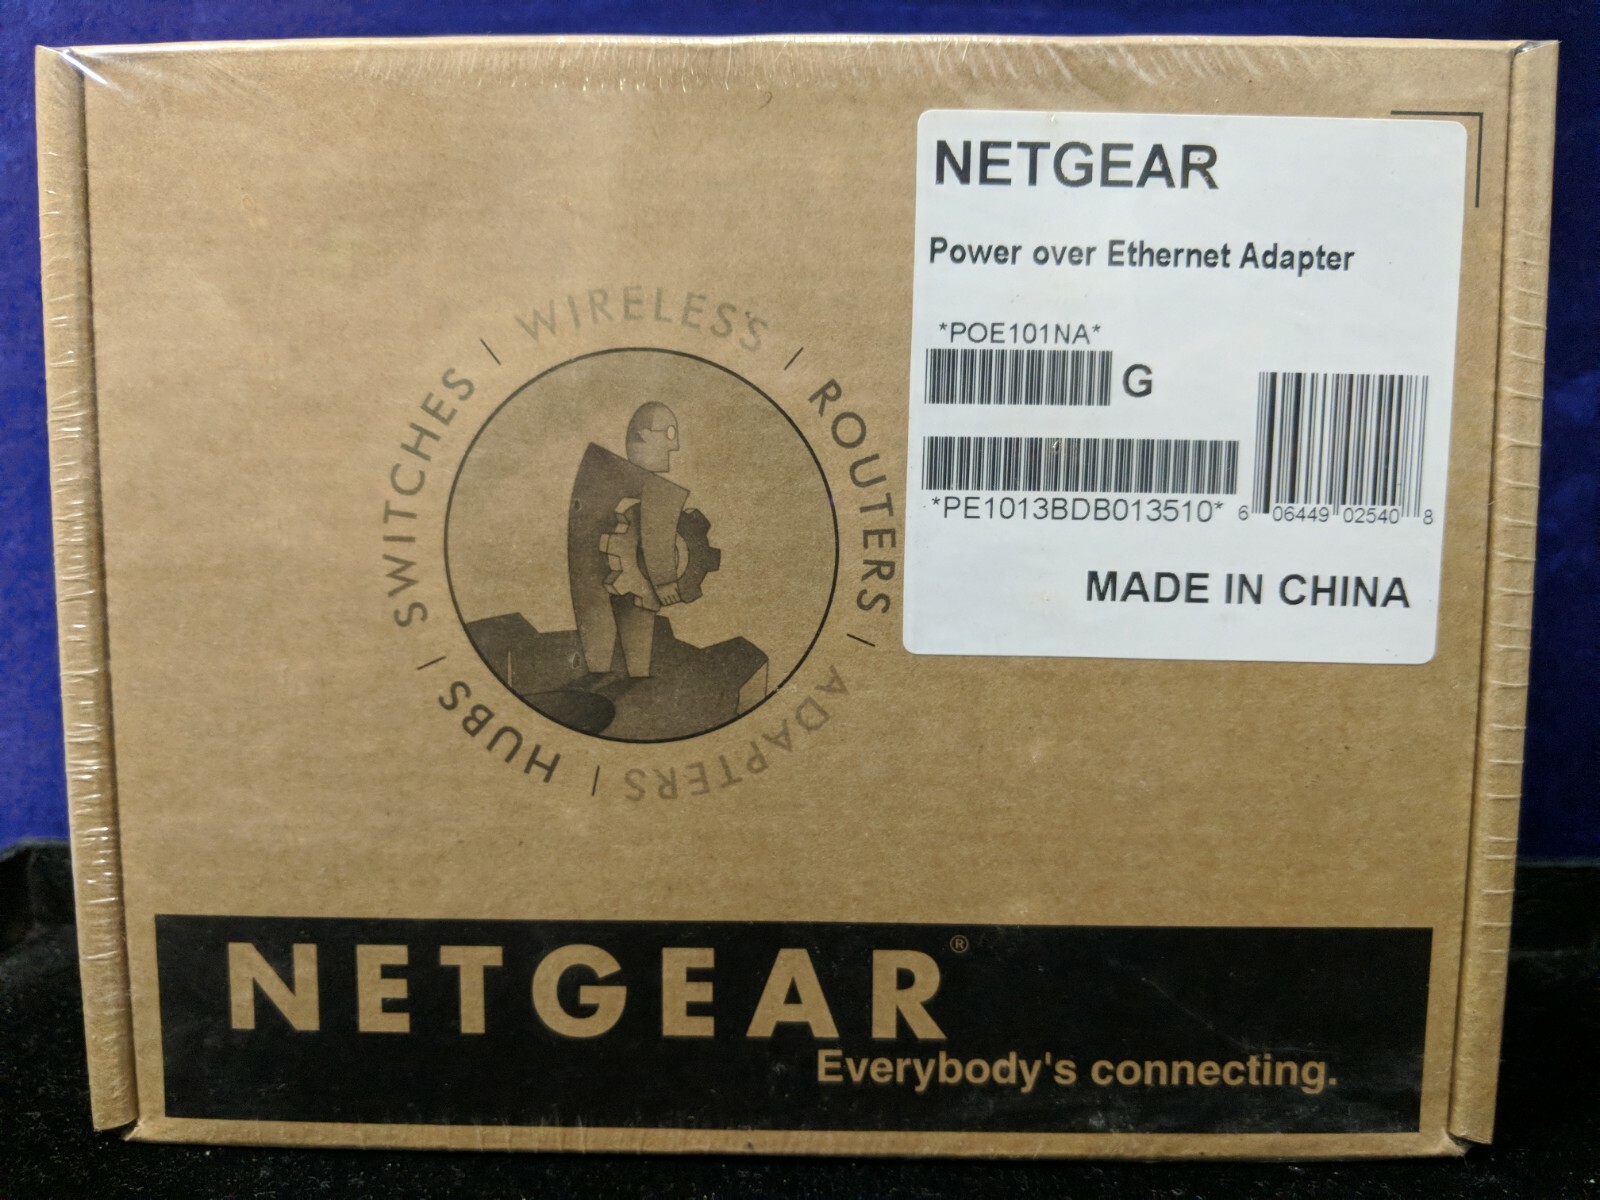 NETGEAR
Power over Ethernet Adapter
*POE101NA*
G
*PE1013BDB013510*
6 06449 02540 8
MADE IN CHINA
SWITCHES | WIRELESS | ROUTERS | ADAPTERS | HUBS |
NETGEAR®
Everybody's connecting.